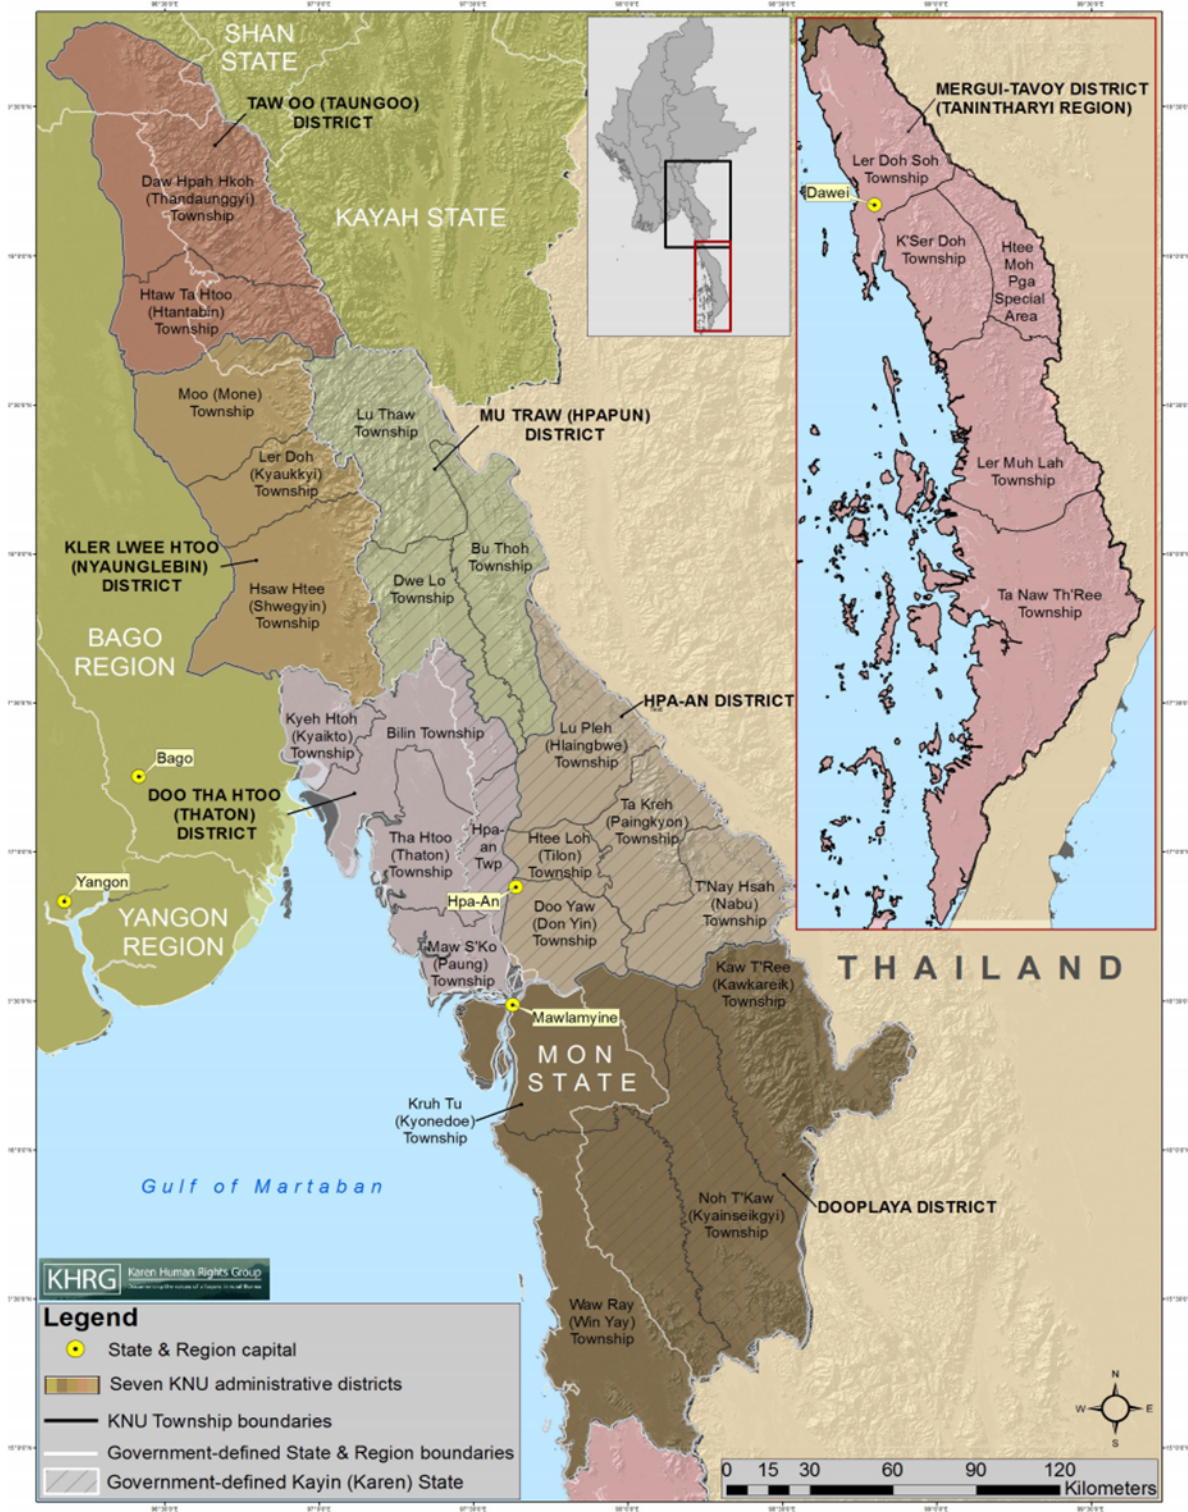 SHAN
STATE
TAW OO (TAUNGOO)
DISTRICT
Daw Hpah Hkoh
(Thandaunggyi)
Township
KAYAH STATE
Htaw Ta Htoo
(Htantabin)
Township
Moo (Mone)
Township
Lu Thaw
Township
MU TRAW (HPAPUN)
DISTRICT
Ler Doh
(Kyaukkyi)
Township
KLER LWEE HTOO
(NYAUNGLEBIN)
DISTRICT
Bu Thoh
Township
Dwe Lo
Township
Hsaw Htee
(Shwegyin)
Township
BAGO
REGION
HPA-AN DISTRICT
Kyeh Htoh
(Kyaikto)
Township
Bilin Township
Lu Pleh
(Hlaingbwe)
Township
Bago
DOO THA HTOO
(THATON)
DISTRICT
Ta Kreh
(Paingkyon)
Township
Tha Htoo
(Thaton)
Township
Hpa-
an
Twp
Htee Loh
(Tilon)
Township
Yangon
T'Nay Hsah
(Nabu)
Township
Hpa-An
YANGON
REGION
Doo Yaw
(Don Yin)
Township
Maw S'Ko
(Paung)
Township
Kaw T'Ree
(Kawkareik)
Township
THAILAND
Mawlamyine
MON
STATE
Kruh Tu
(Kyonedoe)
Township
Gulf of Martaban
Noh T'Kaw
(Kyainseikgyi)
Township
DOOPLAYA DISTRICT
Waw Ray
(Win Yay)
Township
MERGUI-TAVOY DISTRICT
(TANINTHARYI REGION)
Ler Doh Soh
Township
Dawei
K'Ser Doh
Township
Htee
Moh
Pga
Special
Area
Ler Muh Lah
Township
Ta Naw Th'Ree
Township
KHRG
Karen Human Rights Group
Legend
State & Region capital
Seven KNU administrative districts
KNU Township boundaries
Government-defined State & Region boundaries
Government-defined Kayin (Karen) State
N
W E
S
0 15 30 60 90 120
Kilometers